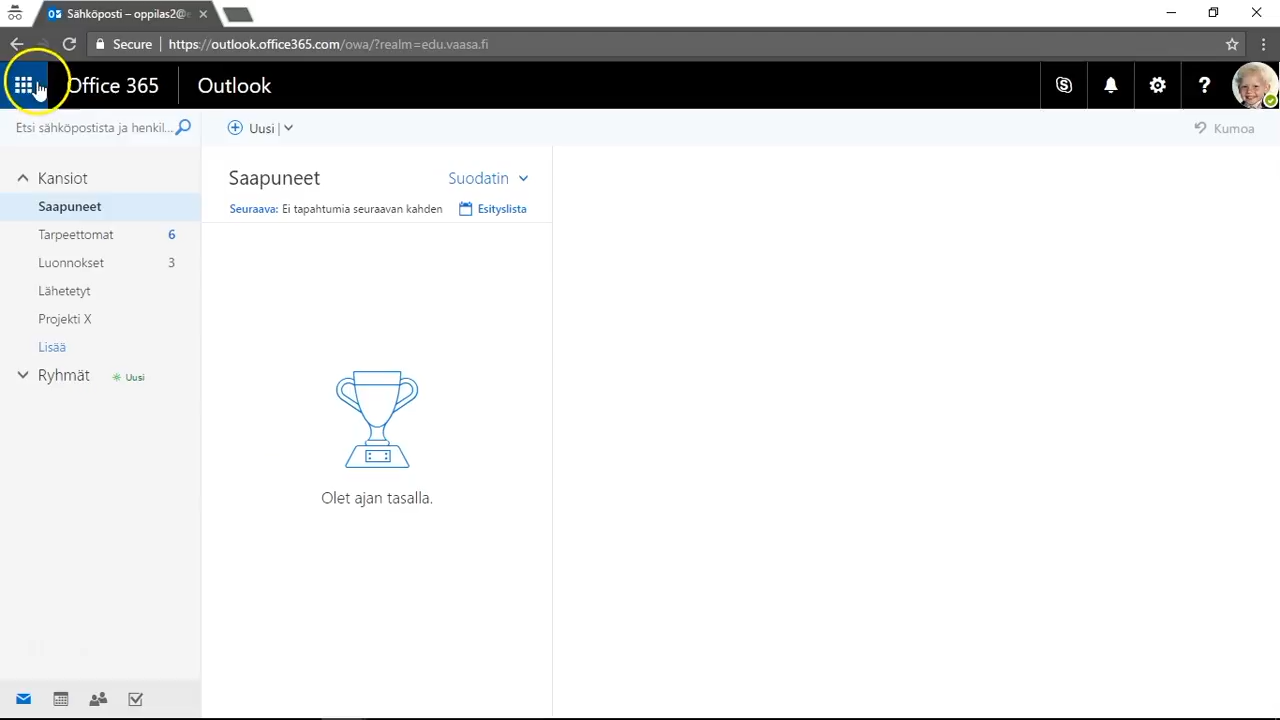 Sähköposti – oppilas2@
Secure | https://outlook.office365.com/owa/?realm=edu.vaasa.fi
Office 365 Outlook
Etsi sähköpostista ja henkil...
Uusi
Kumoa
Kansiot
Saapuneet
Tarpeettomat 6
Luonnokset 3
Lähetetyt
Projekti X
Lisää
Ryhmät Uusi
Saapuneet Suodatin
Seuraava: Ei tapahtumia seuraavan kahden Esityslista
Olet ajan tasalla.